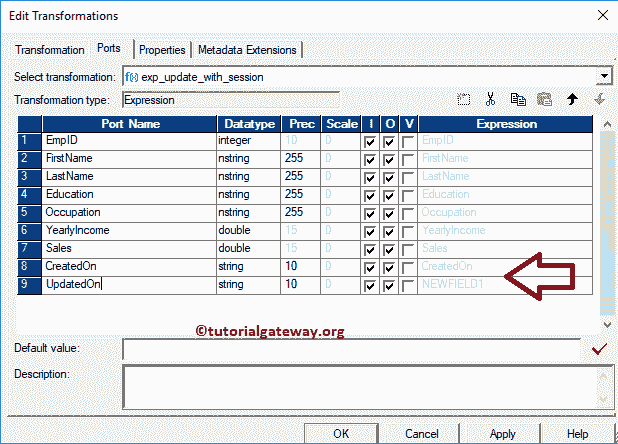 Edit Transformations
Transformation Ports Properties Metadata Extensions
Select transformation: f(x) exp_update_with_session
Transformation type: Expression
Port Name Datatype Prec Scale I O V Expression
1 EmpID integer 10 0 EmpID
2 FirstName nstring 255 0 FirstName
3 LastName nstring 255 0 LastName
4 Education nstring 255 0 Education
5 Occupation nstring 255 0 Occupation
6 YearlyIncome double 15 0 YearlyIncome
7 Sales double 15 0 Sales
8 CreatedOn string 10 0 CreatedOn
9 UpdatedOn string 10 0 NEWFIELD1
©tutorialgateway.org
Default value:
Description:
OK Cancel Apply Help